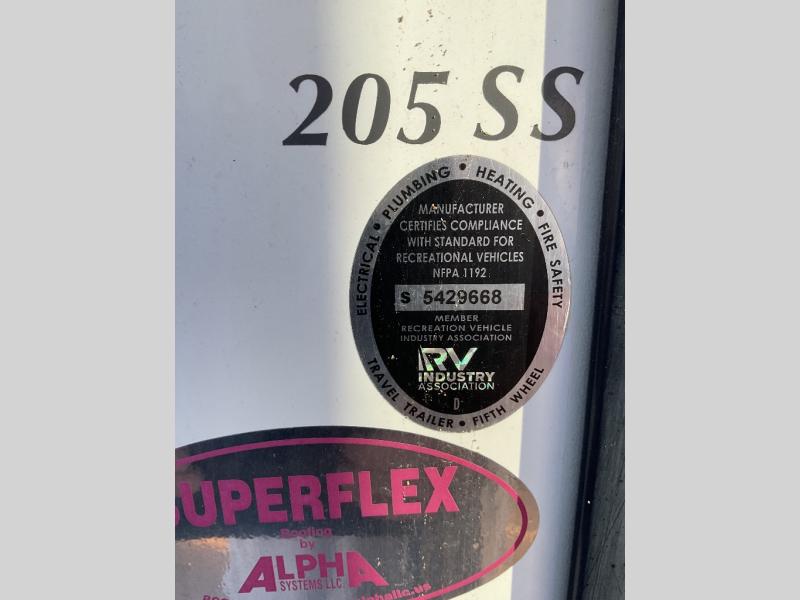 205 SS
ELECTRICAL • PLUMBING • HEATING • FIRE SAFETY
MANUFACTURER
CERTIFIES COMPLIANCE
WITH STANDARD FOR
RECREATIONAL VEHICLES
NFPA 1192
S 5429668
MEMBER
RECREATION VEHICLE
INDUSTRY ASSOCIATION
RV
INDUSTRY
ASSOCIATION
D
TRAVEL TRAILER • FIFTH WHEEL
SUPERFLEX
Roofing
by
ALPHA
SYSTEMS LLC.